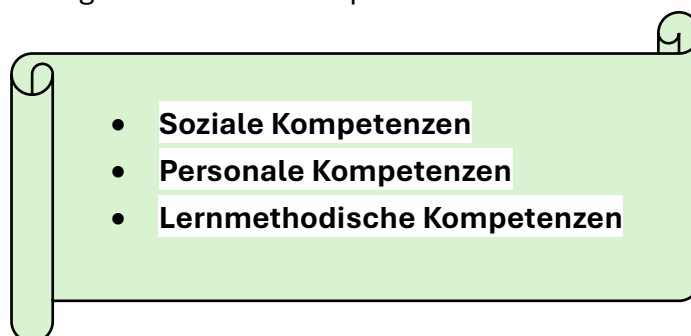 • Soziale Kompetenzen
• Personale Kompetenzen
• Lernmethodische Kompetenzen